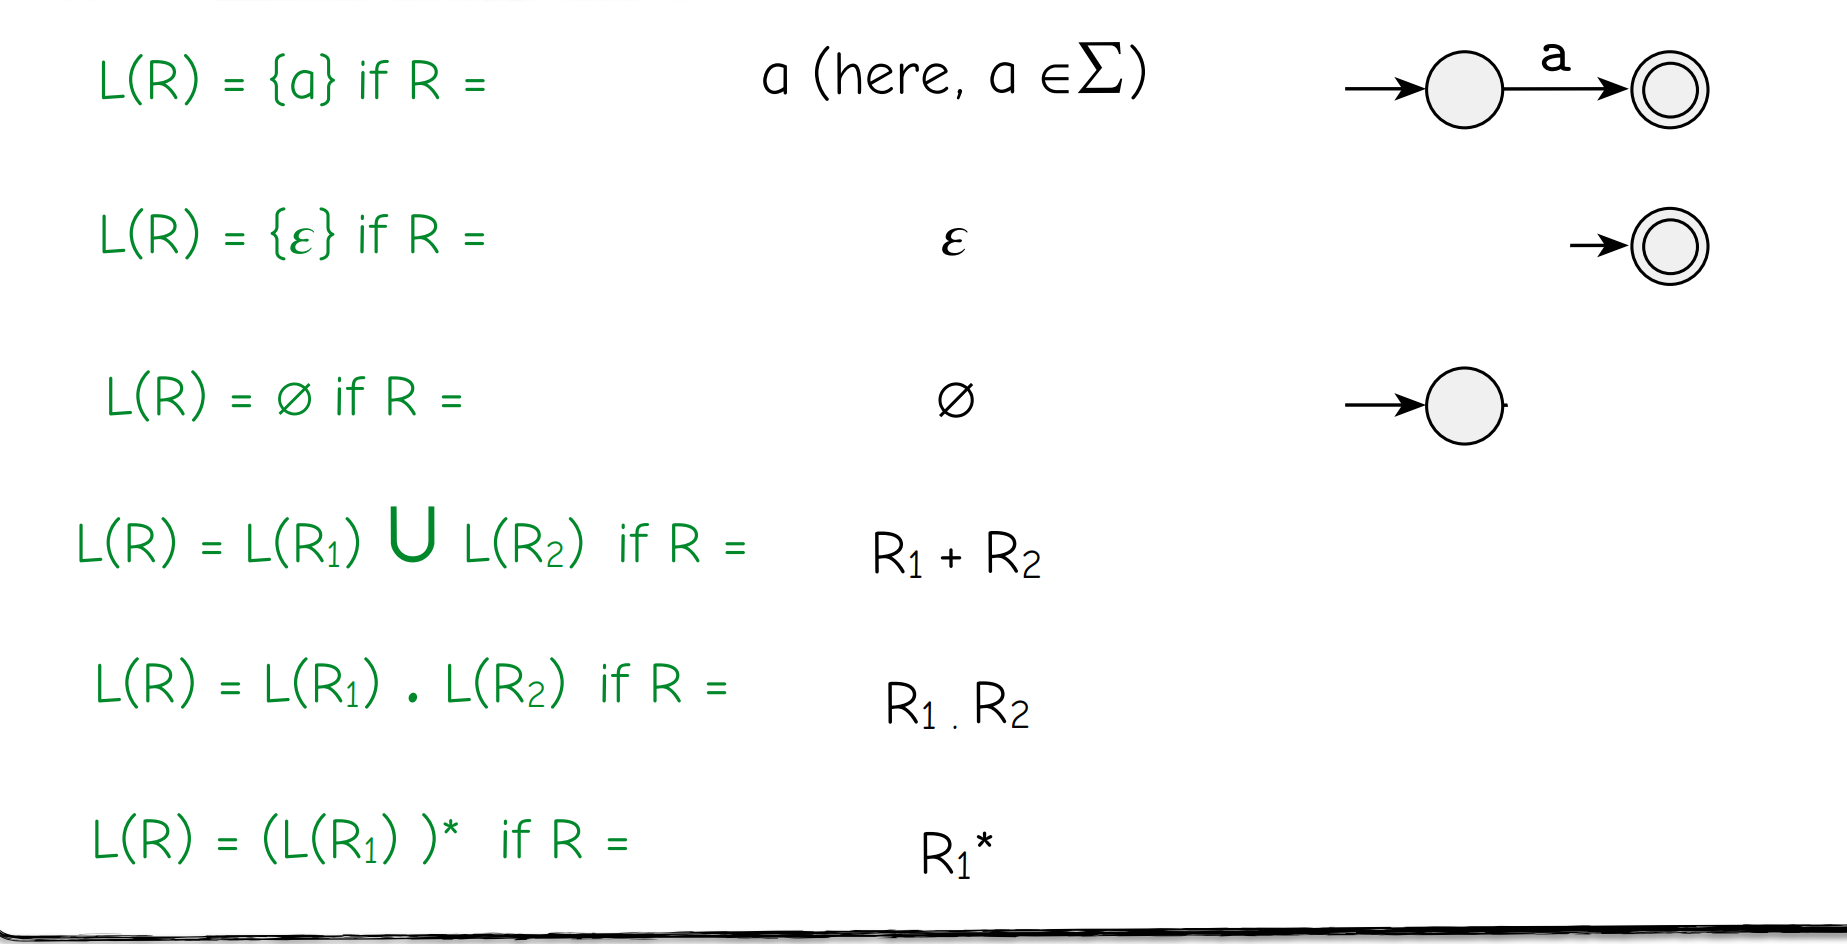 L(R) = {a} if R = a (here, a ∈ Σ) a
L(R) = {ε} if R = ε
L(R) = ∅ if R = ∅
L(R) = L(R₁) ∪ L(R₂) if R = R₁ + R₂
L(R) = L(R₁) . L(R₂) if R = R₁ . R₂
L(R) = (L(R₁) )* if R = R₁*